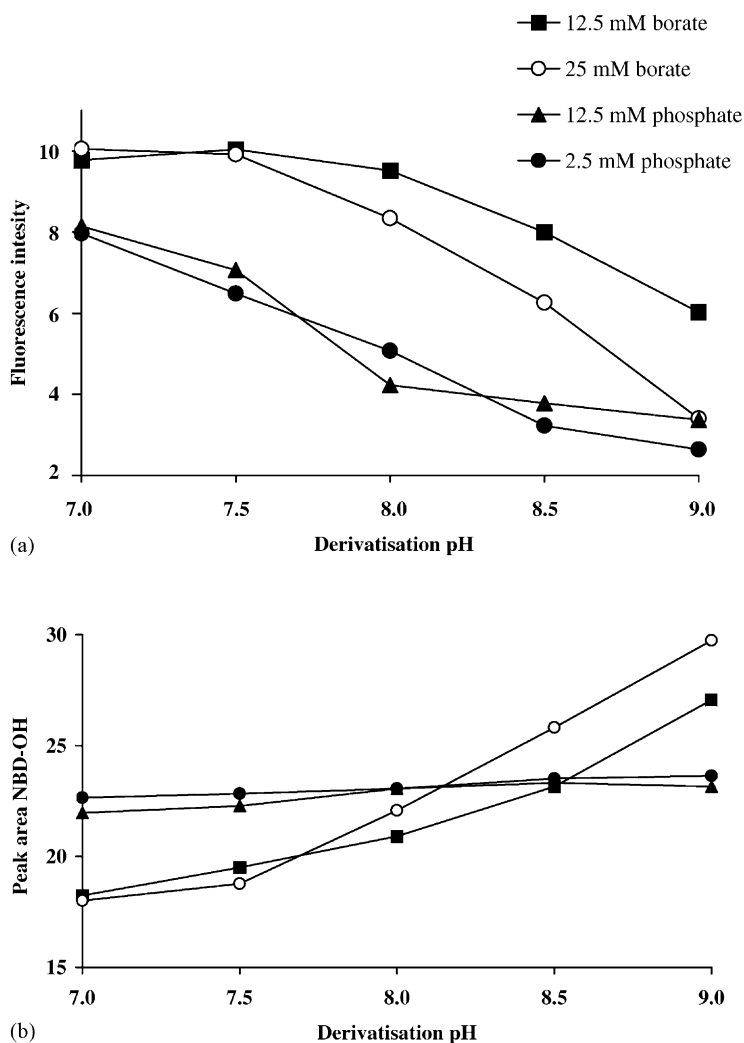 12.5 mM borate
25 mM borate
12.5 mM phosphate
2.5 mM phosphate
10
8
6
4
2
Fluorescence intesity
7.0 7.5 8.0 8.5 9.0
Derivatisation pH
(a)
30
25
20
15
Peak area NBD-OH
7.0 7.5 8.0 8.5 9.0
Derivatisation pH
(b)